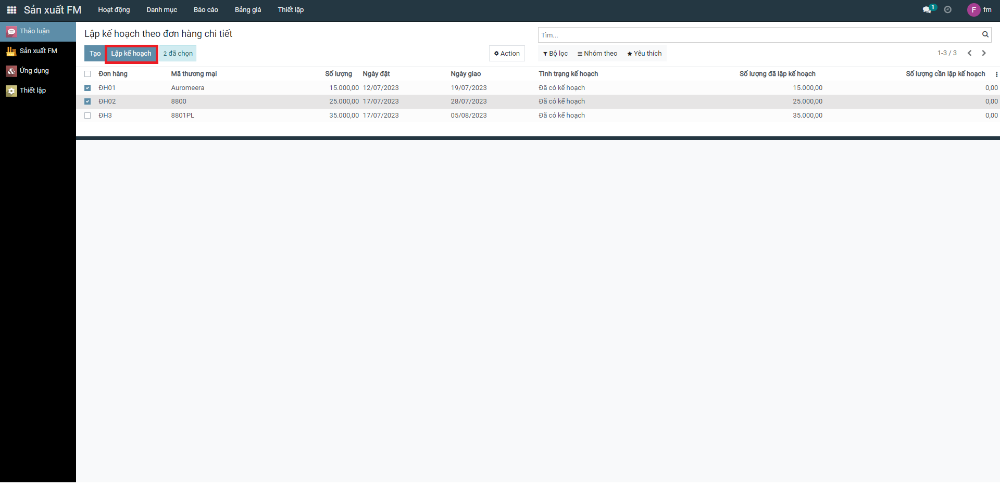 Sản xuất FM Hoạt động Danh mục Báo cáo Bảng giá Thiết lập 1 F fm
Thảo luận
Sản xuất FM
Ứng dụng
Thiết lập
Lập kế hoạch theo đơn hàng chi tiết
Tìm...
Tạo Lập kế hoạch 2 đã chọn Action Bộ lọc Nhóm theo Yêu thích 1-3 / 3
Đơn hàng Mã thương mại Số lượng Ngày đặt Ngày giao Tình trạng kế hoạch Số lượng đã lập kế hoạch Số lượng cần lập kế hoạch
ĐH01 Auromeera 15.000,00 12/07/2023 19/07/2023 Đã có kế hoạch 15.000,00 0,00
ĐH02 8800 25.000,00 17/07/2023 28/07/2023 Đã có kế hoạch 25.000,00 0,00
ĐH3 8801PL 35.000,00 17/07/2023 05/08/2023 Đã có kế hoạch 35.000,00 0,00